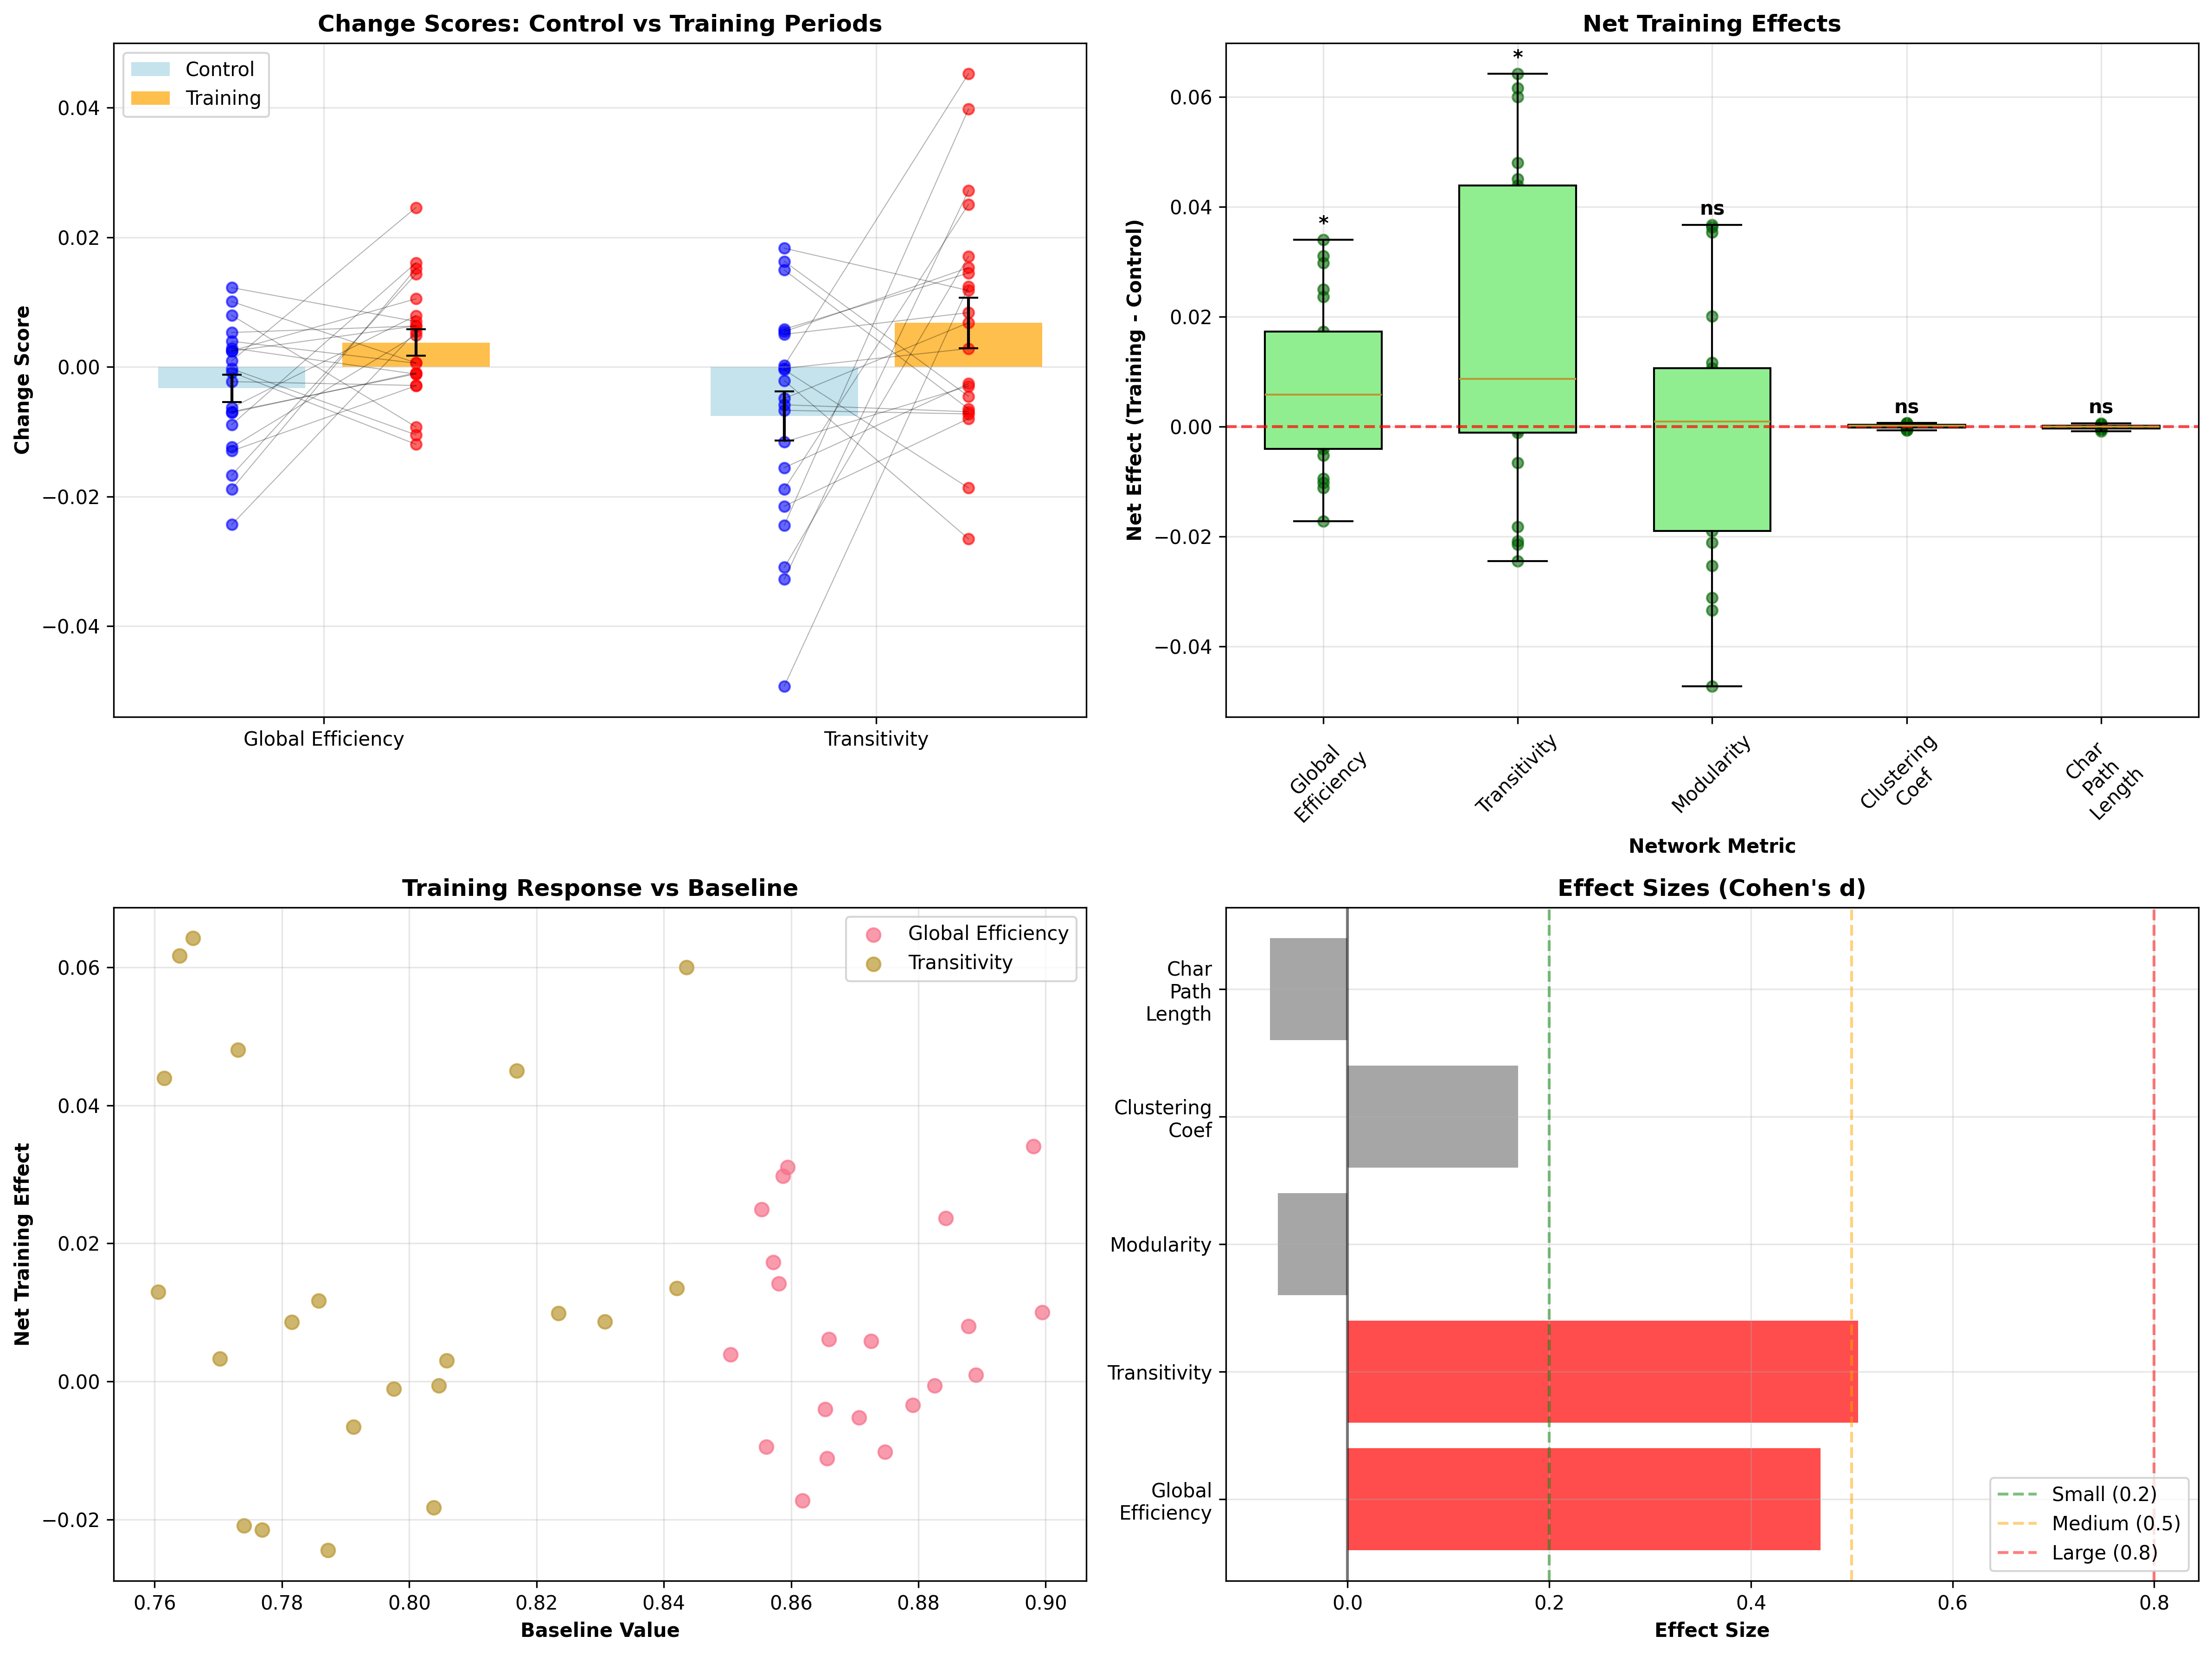 Change Scores: Control vs Training Periods
Control
Training
Change Score
0.04
0.02
0.00
−0.02
−0.04
Global Efficiency
Transitivity
Net Training Effects
Net Effect (Training - Control)
0.06
0.04
0.02
0.00
−0.02
−0.04
*
*
ns
ns
ns
Global
Efficiency
Transitivity
Modularity
Clustering
Coef
Char
Path
Length
Network Metric
Training Response vs Baseline
Global Efficiency
Transitivity
Net Training Effect
0.06
0.04
0.02
0.00
−0.02
0.76
0.78
0.80
0.82
0.84
0.86
0.88
0.90
Baseline Value
Effect Sizes (Cohen's d)
Char
Path
Length
Clustering
Coef
Modularity
Transitivity
Global
Efficiency
Small (0.2)
Medium (0.5)
Large (0.8)
0.0
0.2
0.4
0.6
0.8
Effect Size